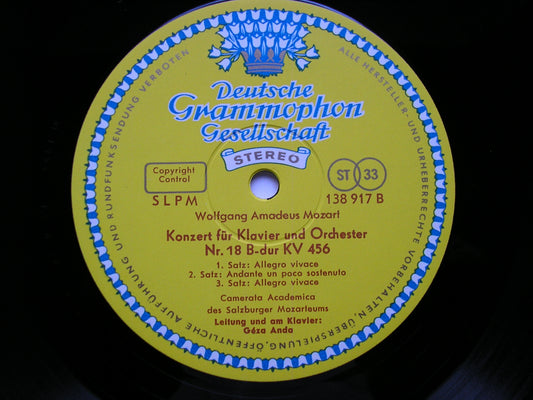 Deutsche
Grammophon
Gesellschaft
STEREO
Copyright
Control
ST 33
SLPM
138 917 B
Wolfgang Amadeus Mozart
Konzert für Klavier und Orchester
Nr. 18 B-dur KV 456
1. Satz: Allegro vivace
2. Satz: Andante un poco sostenuto
3. Satz: Allegro vivace
Camerata Academica
des Salzburger Mozarteums
Leitung und am Klavier:
Géza Anda
ALLE HERSTELLER- UND URHEBERRECHTE VORBEHALTEN. ÜBERSPIELUNG, ÖFFENTLICHE AUFFÜHRUNG UND RUNDFUNKSENDUNG VERBOTEN